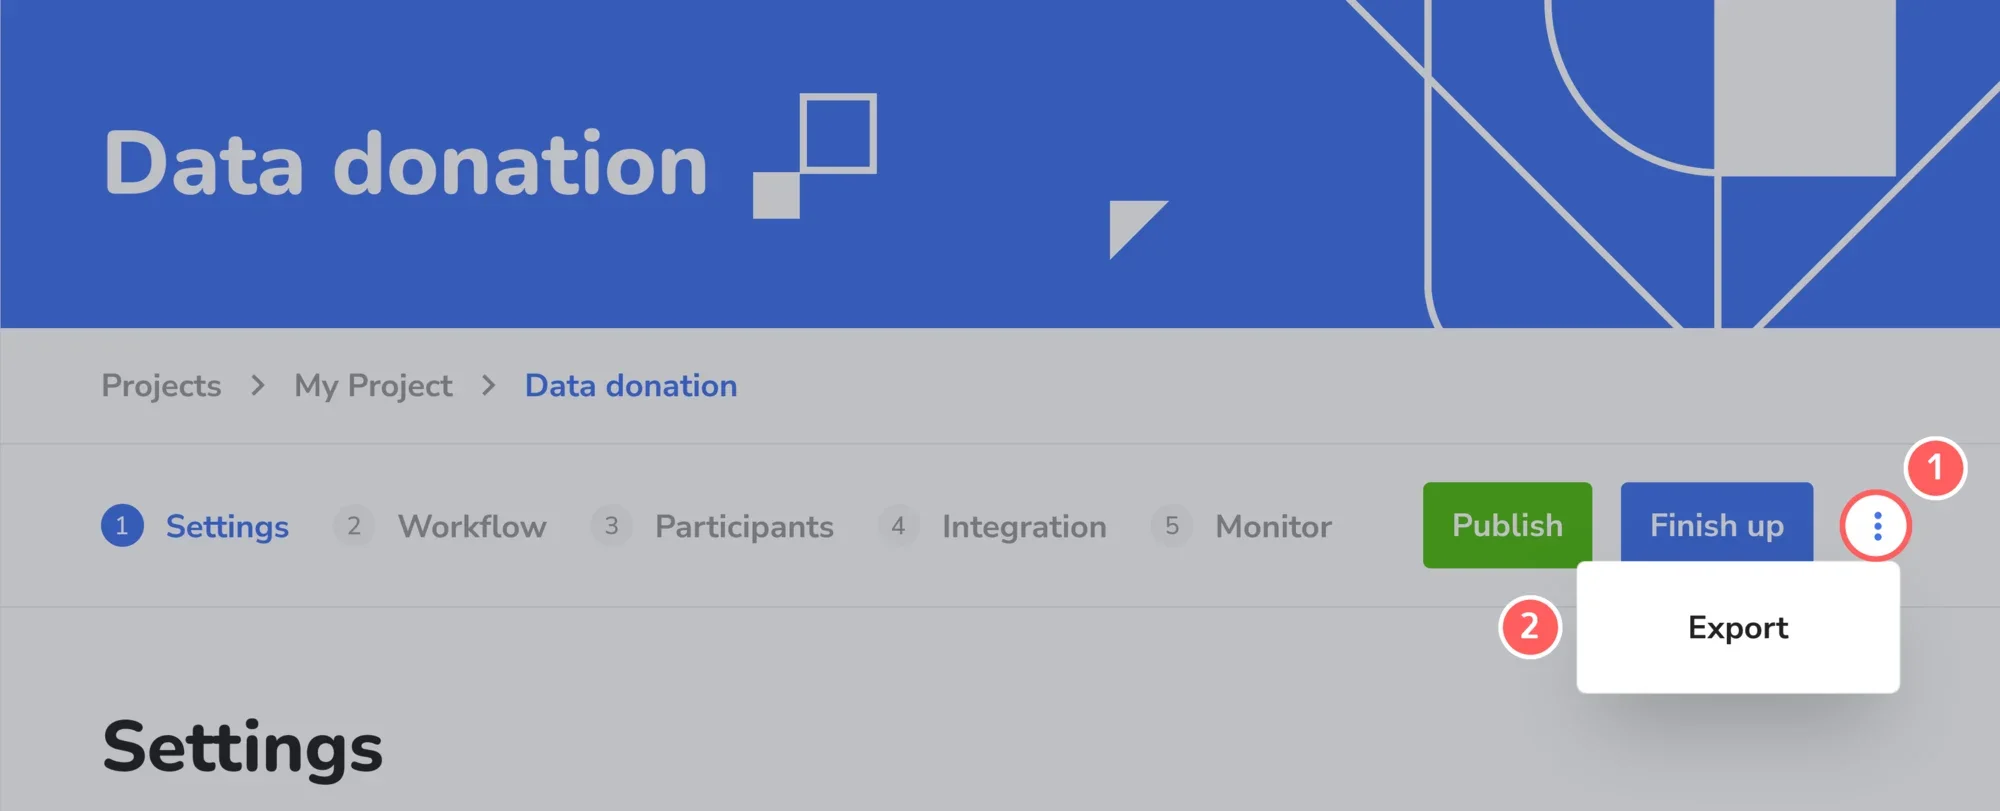 Data donation
Projects > My Project > Data donation
1 Settings 2 Workflow 3 Participants 4 Integration 5 Monitor Publish Finish up
1
2
Export
Settings